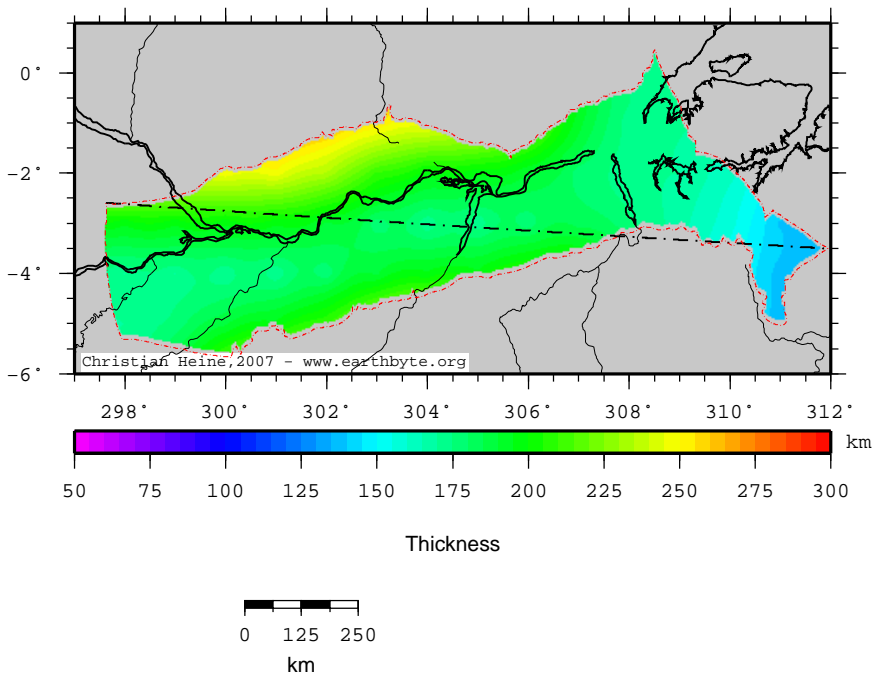 0°
−2°
−4°
−6°
Christian Heine,2007 − www.earthbyte.org
298° 300° 302° 304° 306° 308° 310° 312°
km
50 75 100 125 150 175 200 225 250 275 300
Thickness
0 125 250
km